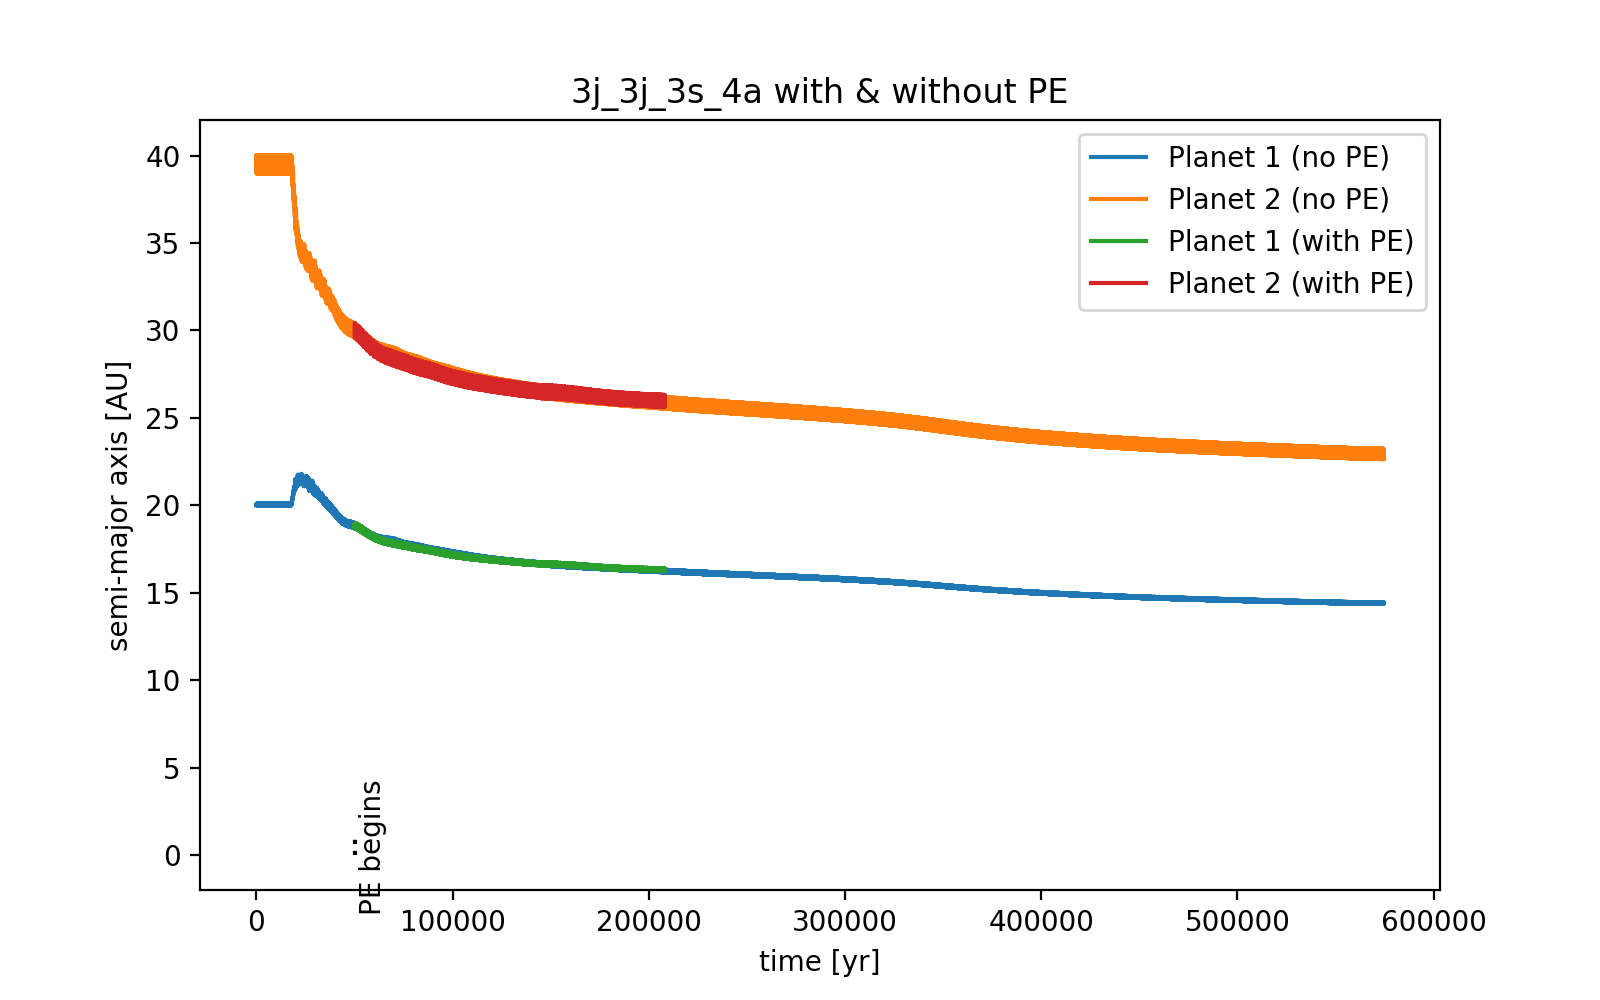 3j_3j_3s_4a with & without PE
Planet 1 (no PE)
Planet 2 (no PE)
Planet 1 (with PE)
Planet 2 (with PE)
semi-major axis [AU]
40
35
30
25
20
15
10
5
0
PE begins
0
100000
200000
300000
400000
500000
600000
time [yr]